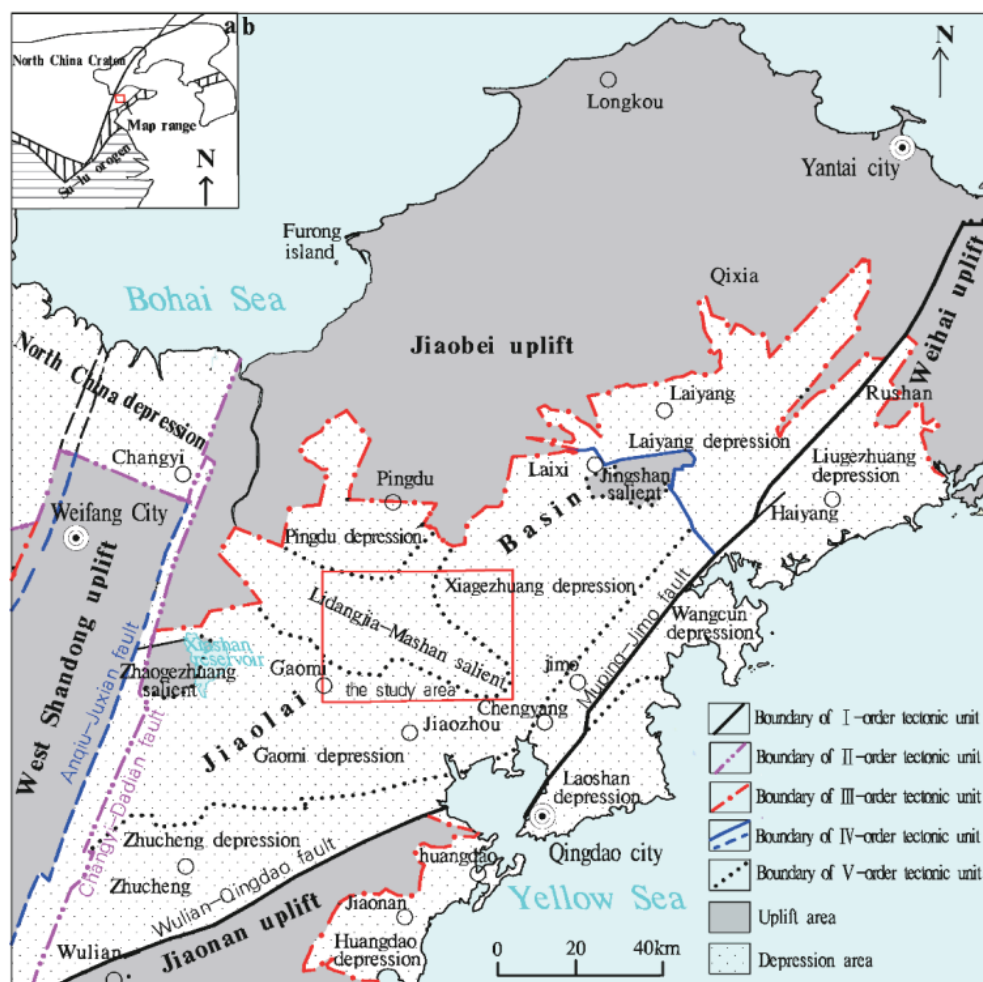 a b
North China Craton
Map range
Su-lu orogen
N
N
Longkou
Yantai city
Furong
island
Bohai Sea
Qixia
Weihai uplift
Jiaobei uplift
North China depression
Rushan
Laiyang
Laiyang depression
Changyi
Laixi
Jingshan
salient
Liugezhuang
depression
Pingdu
Haiyang
Weifang City
Basin
Pingdu depression
Xiagezhuang depression
Wangcun
depression
West Shandong uplift
Lidangjia-Mashan salient
Muping-Jimo fault
Xiashan
reservoir
Zhaogezhuang
salient
Gaomi
the study area
jimo
Anqiu-Juxian fault
Jiaolai
Jiaozhou
Chengyang
Gaomi depression
Changyi-Dadian fault
Laoshan
depression
Zhucheng depression
Zhucheng
Qingdao city
huangdao
Wulian-Qingdao fault
Yellow Sea
Jiaonan
Jiaonan uplift
Wulian
Huangdao
depression
0 20 40km
Boundary of I-order tectonic unit
Boundary of II-order tectonic unit
Boundary of III-order tectonic unit
Boundary of IV-order tectonic unit
Boundary of V-order tectonic unit
Uplift area
Depression area